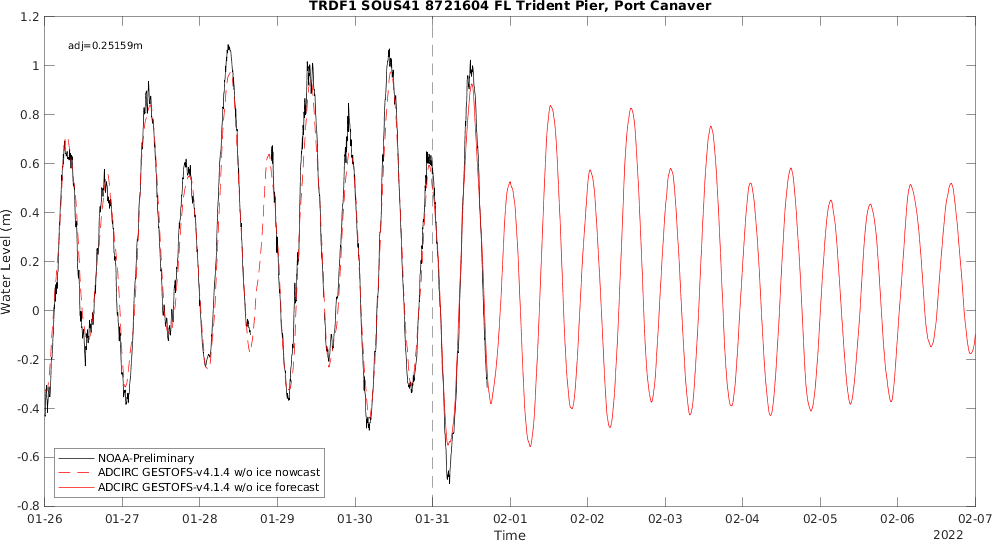 TRDF1 SOUS41 8721604 FL Trident Pier, Port Canaver
adj=0.25159m
1.2
1
0.8
0.6
0.4
0.2
0
-0.2
-0.4
-0.6
-0.8
Water Level (m)
NOAA-Preliminary
ADCIRC GESTOFS-v4.1.4 w/o ice nowcast
ADCIRC GESTOFS-v4.1.4 w/o ice forecast
01-26 01-27 01-28 01-29 01-30 01-31 02-01 02-02 02-03 02-04 02-05 02-06 02-07
Time
2022